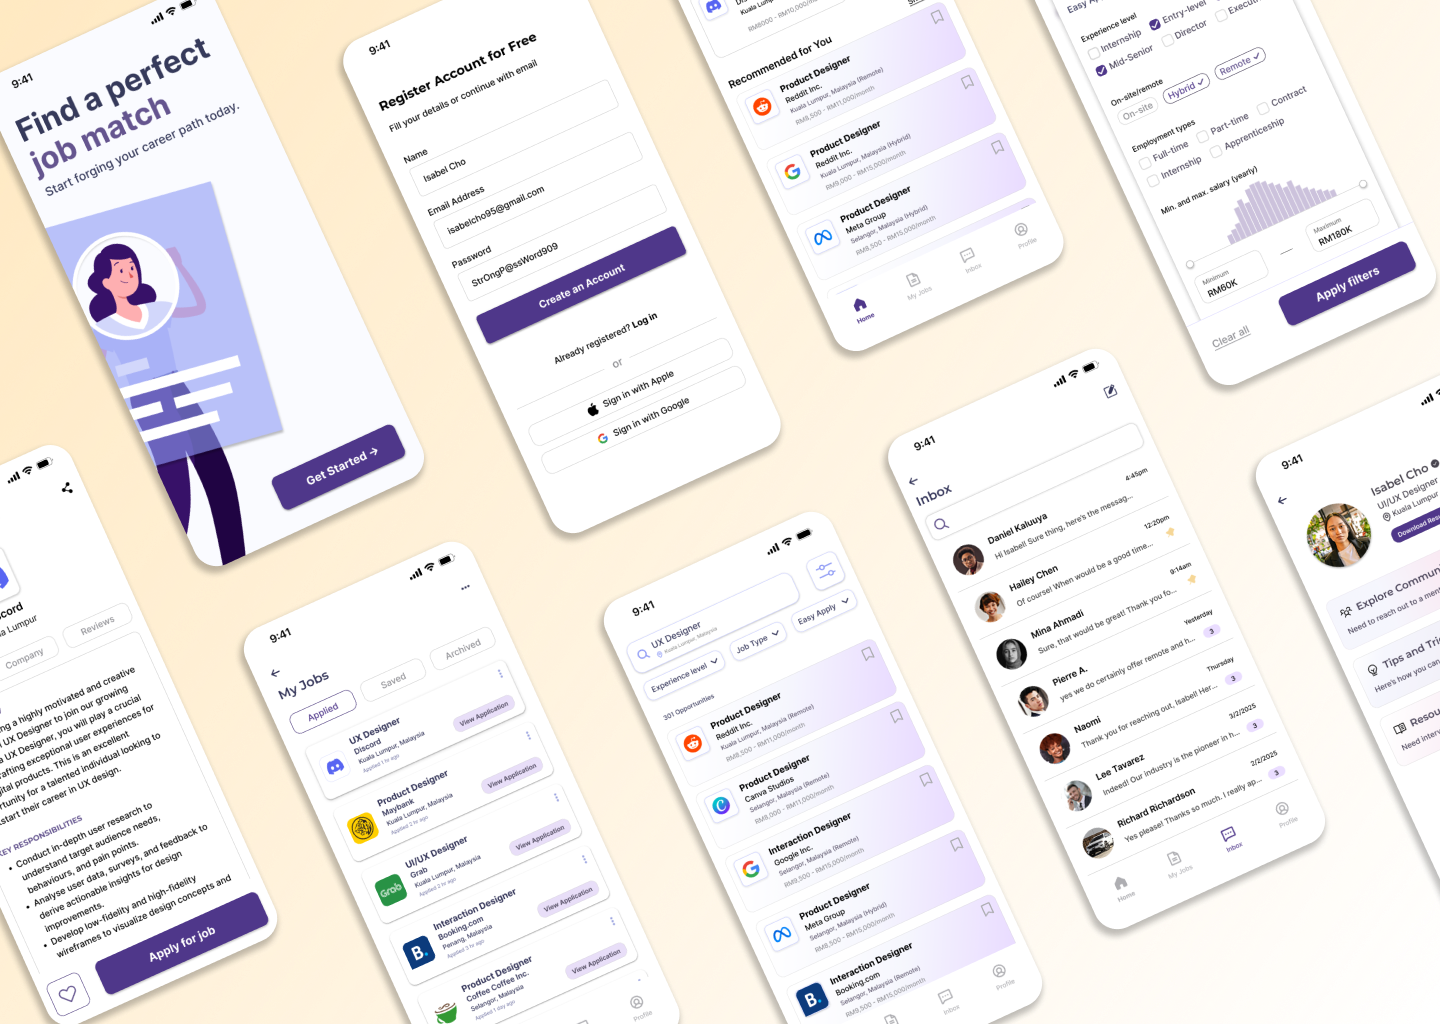 9:41
Find a perfect
job match
Start forging your career path today.
Get Started →
9:41
Register Account for Free
Fill your details or continue with email
Name
Isabel Cho
Email Address
isabelcho95@gmail.com
Password
StrOngP@ssWord909
Create an Account
Already registered? Log in
or
Sign in with Apple
Sign in with Google
Kuala Lumpur,
RM8000 - RM10,000/mo
Recommended for You
Product Designer
Reddit Inc.
Kuala Lumpur, Malaysia (Remote)
RM8,500 - RM11,000/month
Product Designer
Reddit Inc.
Kuala Lumpur, Malaysia (Hybrid)
RM9,000 - RM15,000/month
Product Designer
Meta Group
Selangor, Malaysia (Hybrid)
RM8,500 - RM15,000/month
Home
My Jobs
Inbox
Profile
Easy
Experience level
Internship
Entry-level
Mid-Senior
Director
On-site/remote
On-site
Hybrid ✓
Remote ✓
Employment types
Full-time
Part-time
Contract
Internship
Apprenticeship
Min. and max. salary (yearly)
Minimum
RM60K
Maximum
RM180K
Clear all
Apply filters
cord
a Lumpur
Company
Reviews
ng a highly motivated and creative
UI UX Designer to join our growing
a UX Designer, you will play a crucial
rafting exceptional user experiences for
gital products. This is an excellent
ortunity for a talented individual looking to
start their career in UX design.
KEY RESPONSIBILITIES
• Conduct in-depth user research to
understand target audience needs,
behaviours, and pain points.
• Analyse user data, surveys, and feedback to
derive actionable insights for design
improvements.
• Develop low-fidelity and high-fidelity
wireframes to visualize design concepts and
Apply for job
9:41
My Jobs
Applied
Saved
Archived
UX Designer
Discord
Kuala Lumpur, Malaysia
Applied 1 hr ago
View Application
Product Designer
Maybank
Kuala Lumpur, Malaysia
Applied 2 hr ago
View Application
UI/UX Designer
Grab
Kuala Lumpur, Malaysia
Applied 2 hr ago
View Application
Grab
Interaction Designer
Booking.com
Penang, Malaysia
Applied 3 hr ago
View Application
B.
Product Designer
Coffee Coffee Inc.
Selangor, Malaysia
Applied 1 day ago
View Application
Profile
9:41
UX Designer
Kuala Lumpur, Malaysia
Experience level
Job Type
Easy Apply
301 Opportunities
Product Designer
Reddit Inc.
Kuala Lumpur, Malaysia (Remote)
RM8,500 - RM11,000/month
Product Designer
Canva Studios
Selangor, Malaysia (Remote)
RM8,000 - RM11,000/month
Interaction Designer
Google Inc.
Selangor, Malaysia (Remote)
RM9,500 - RM15,000/month
Product Designer
Meta Group
Selangor, Malaysia (Hybrid)
RM8,500 - RM15,000/month
Interaction Designer
Booking.com
Selangor, Malaysia (Remote)
RM9,500 - RM15,000/month
B.
Inbox
Profile
9:41
Inbox
Daniel Kaluuya
4:45pm
Hi Isabel! Sure thing, here's the messag...
Hailey Chen
12:20pm
Of course! When would be a good time...
Mina Ahmadi
9:14am
Sure, that would be great! Thank you fo...
Pierre A.
Yesterday
yes we do certainly offer remote and h...
3
Naomi
Thursday
Thank you for reaching out, Isabel! Her...
3
Lee Tavarez
3/2/2025
Indeed! Our industry is the pioneer in h...
3
Richard Richardson
2/2/2025
Yes please! Thanks so much. I really ap...
3
Home
My Jobs
Inbox
Profile
9:41
Isabel Cho
UI/UX Designer
Kuala Lumpur
Download Resu
Explore Communi
Need to reach out to a ment
Tips and Tri
Here's how you can
Resou
Need interv